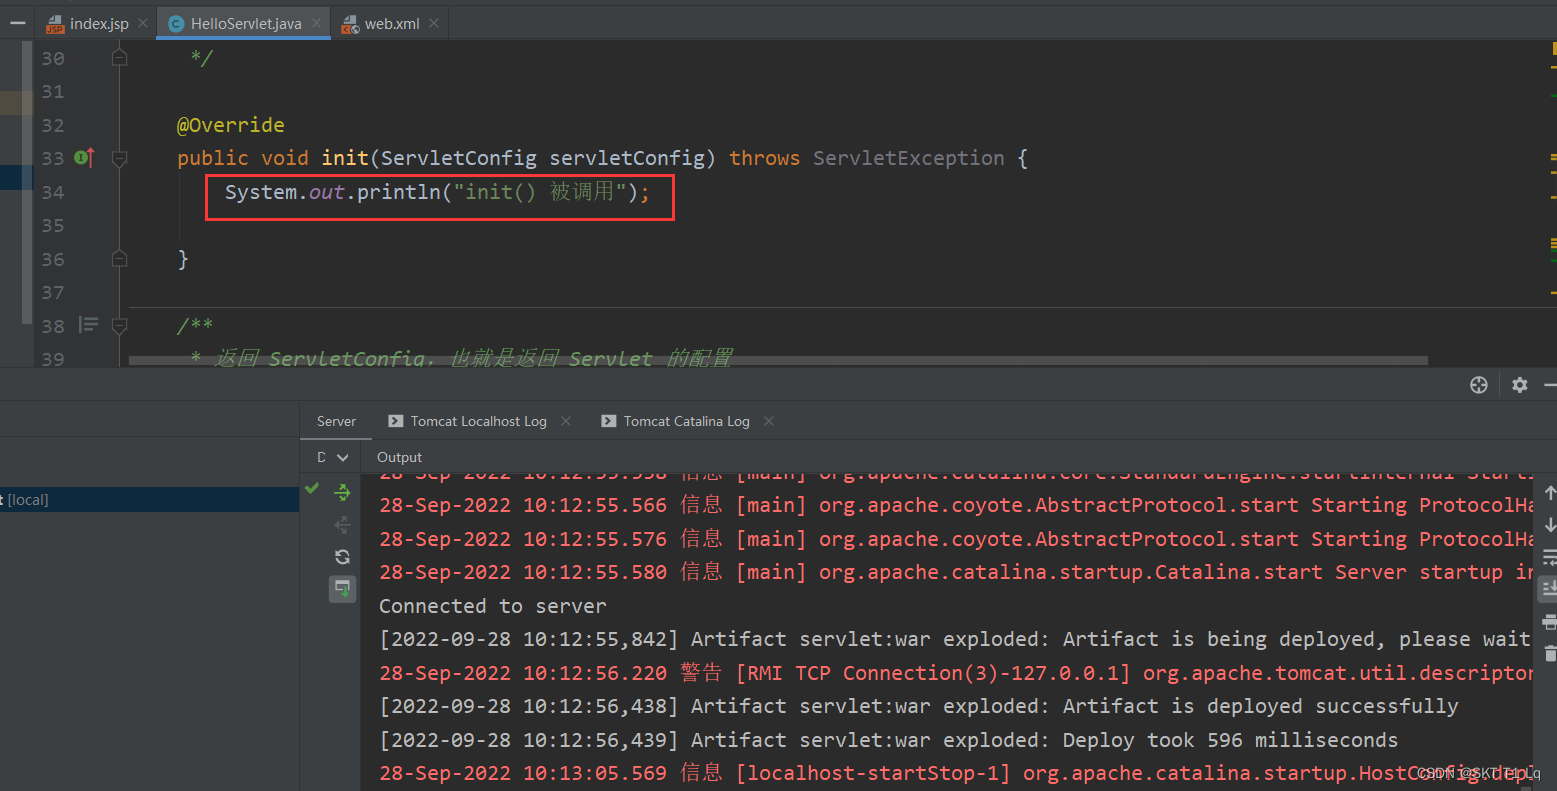 index.jsp HelloServlet.java web.xml
30 */
31
32 @Override
33 public void init(ServletConfig servletConfig) throws ServletException {
34 System.out.println("init() 被调用");
35
36 }
37
38 /**
39 * 返回 ServletConfig，也就是返回 Servlet 的配置
Server Tomcat Localhost Log Tomcat Catalina Log
D Output
t [local]
28-Sep-2022 10:12:55.566 信息 [main] org.apache.coyote.AbstractProtocol.start Starting ProtocolHa
28-Sep-2022 10:12:55.576 信息 [main] org.apache.coyote.AbstractProtocol.start Starting ProtocolHa
28-Sep-2022 10:12:55.580 信息 [main] org.apache.catalina.startup.Catalina.start Server startup in
Connected to server
[2022-09-28 10:12:55,842] Artifact servlet:war exploded: Artifact is being deployed, please wait
28-Sep-2022 10:12:56.220 警告 [RMI TCP Connection(3)-127.0.0.1] org.apache.tomcat.util.descriptor
[2022-09-28 10:12:56,438] Artifact servlet:war exploded: Artifact is deployed successfully
[2022-09-28 10:12:56,439] Artifact servlet:war exploded: Deploy took 596 milliseconds
28-Sep-2022 10:13:05.569 信息 [localhost-startStop-1] org.apache.catalina.startup.HostConfig.depl
CSDN @SKT T1 Lq